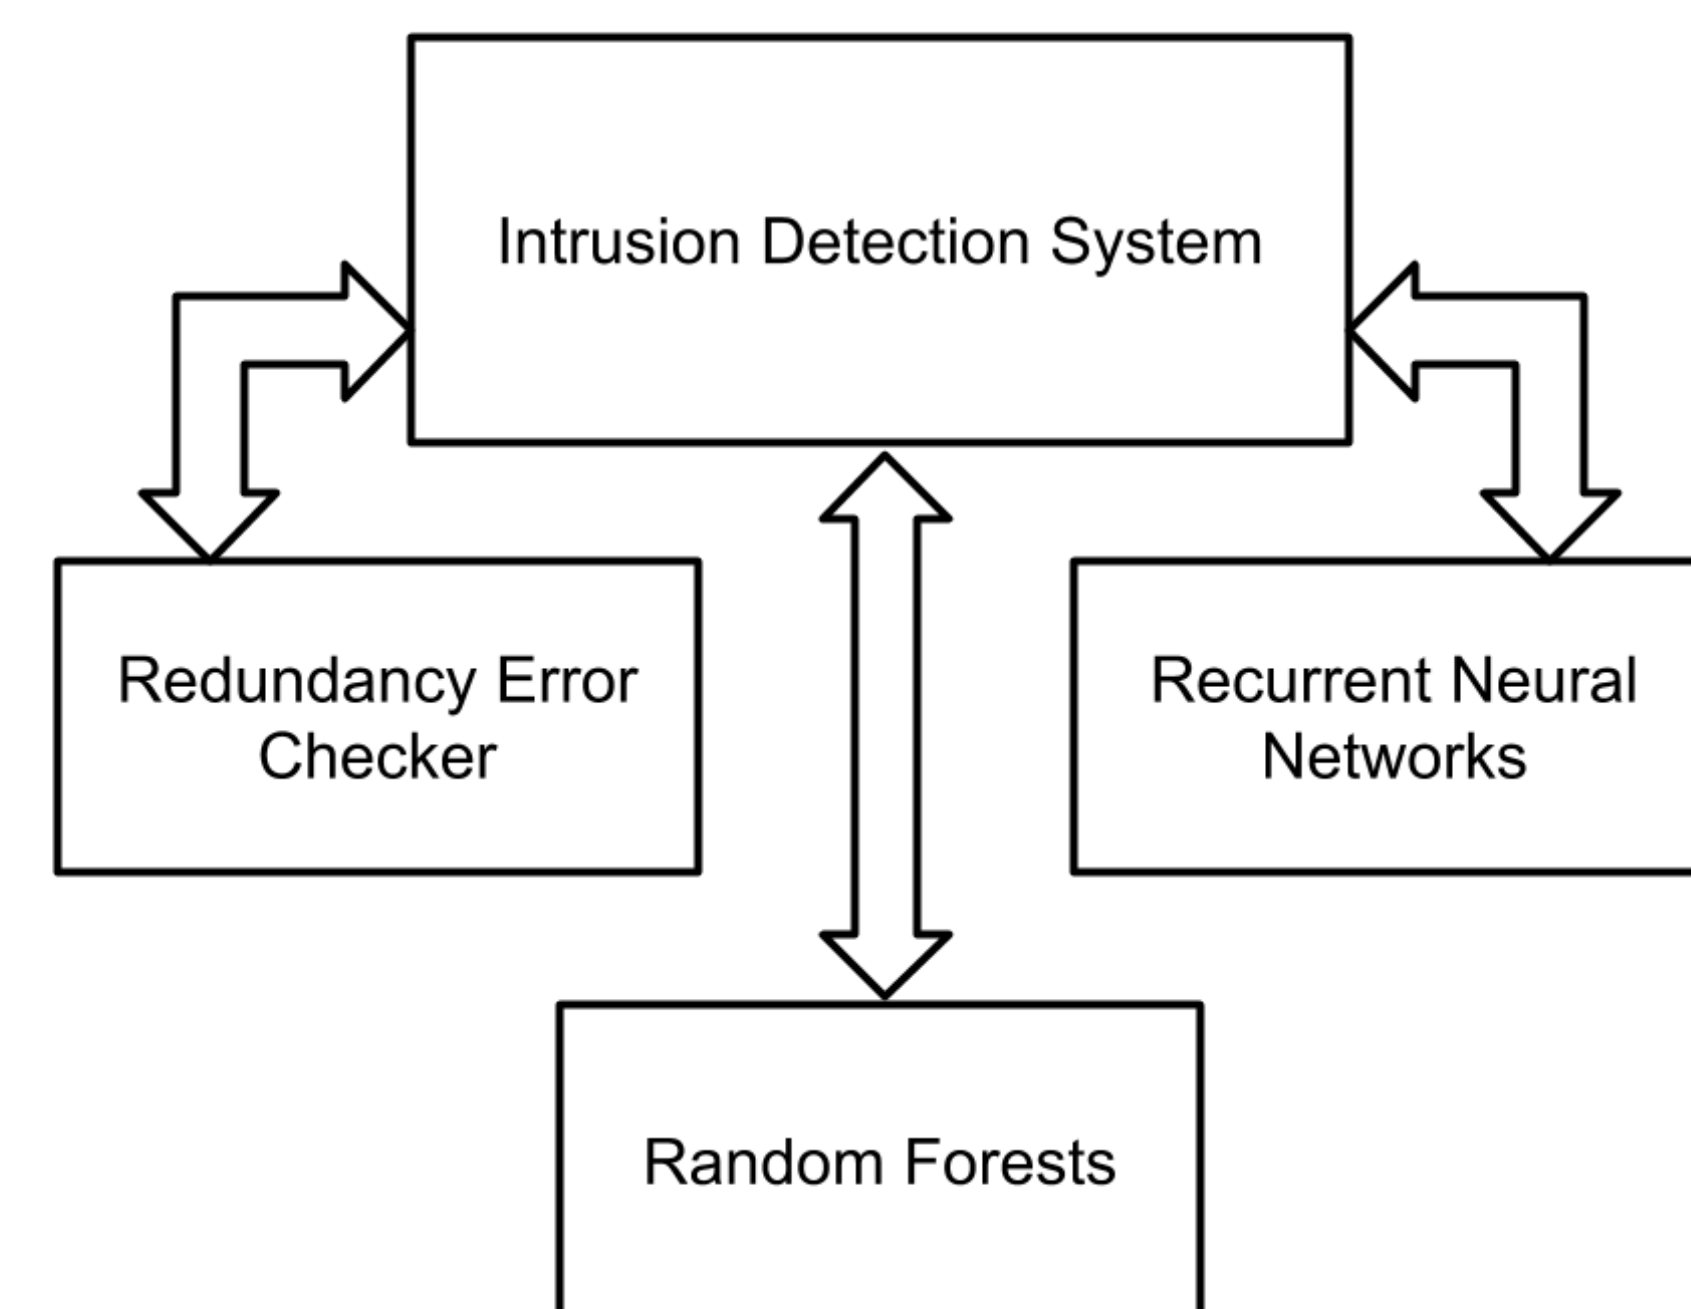 Intrusion Detection System
Redundancy Error
Checker
Recurrent Neural
Networks
Random Forests